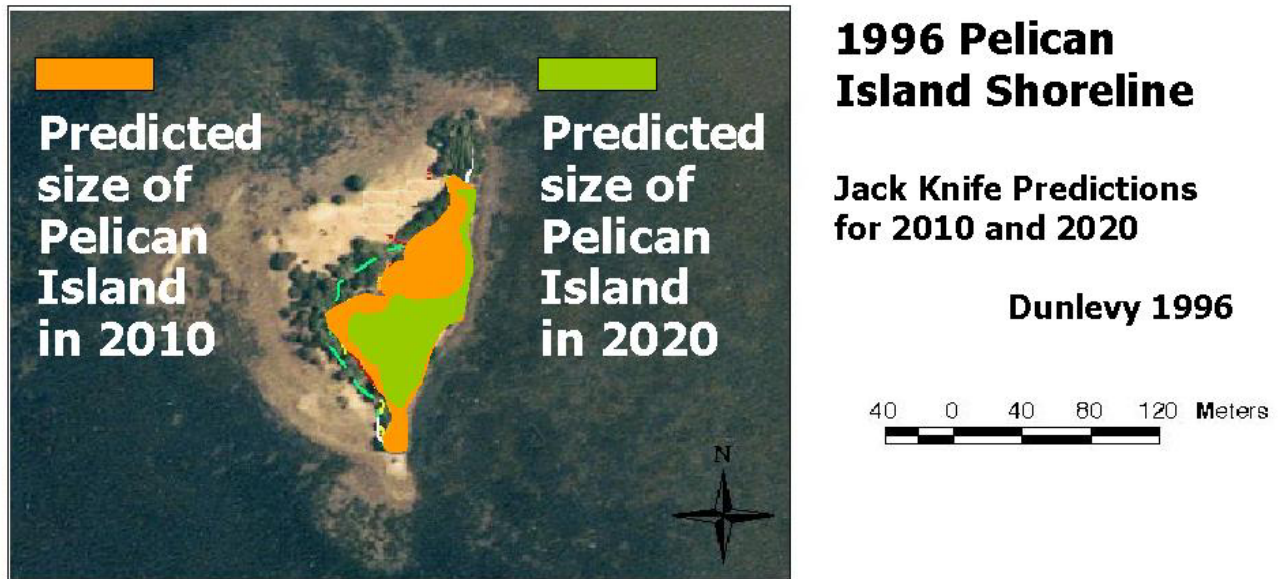 Predicted
size of
Pelican
Island
in 2010
Predicted
size of
Pelican
Island
in 2020
N
1996 Pelican
Island Shoreline
Jack Knife Predictions
for 2010 and 2020
Dunlevy 1996
40 0 40 80 120 Meters